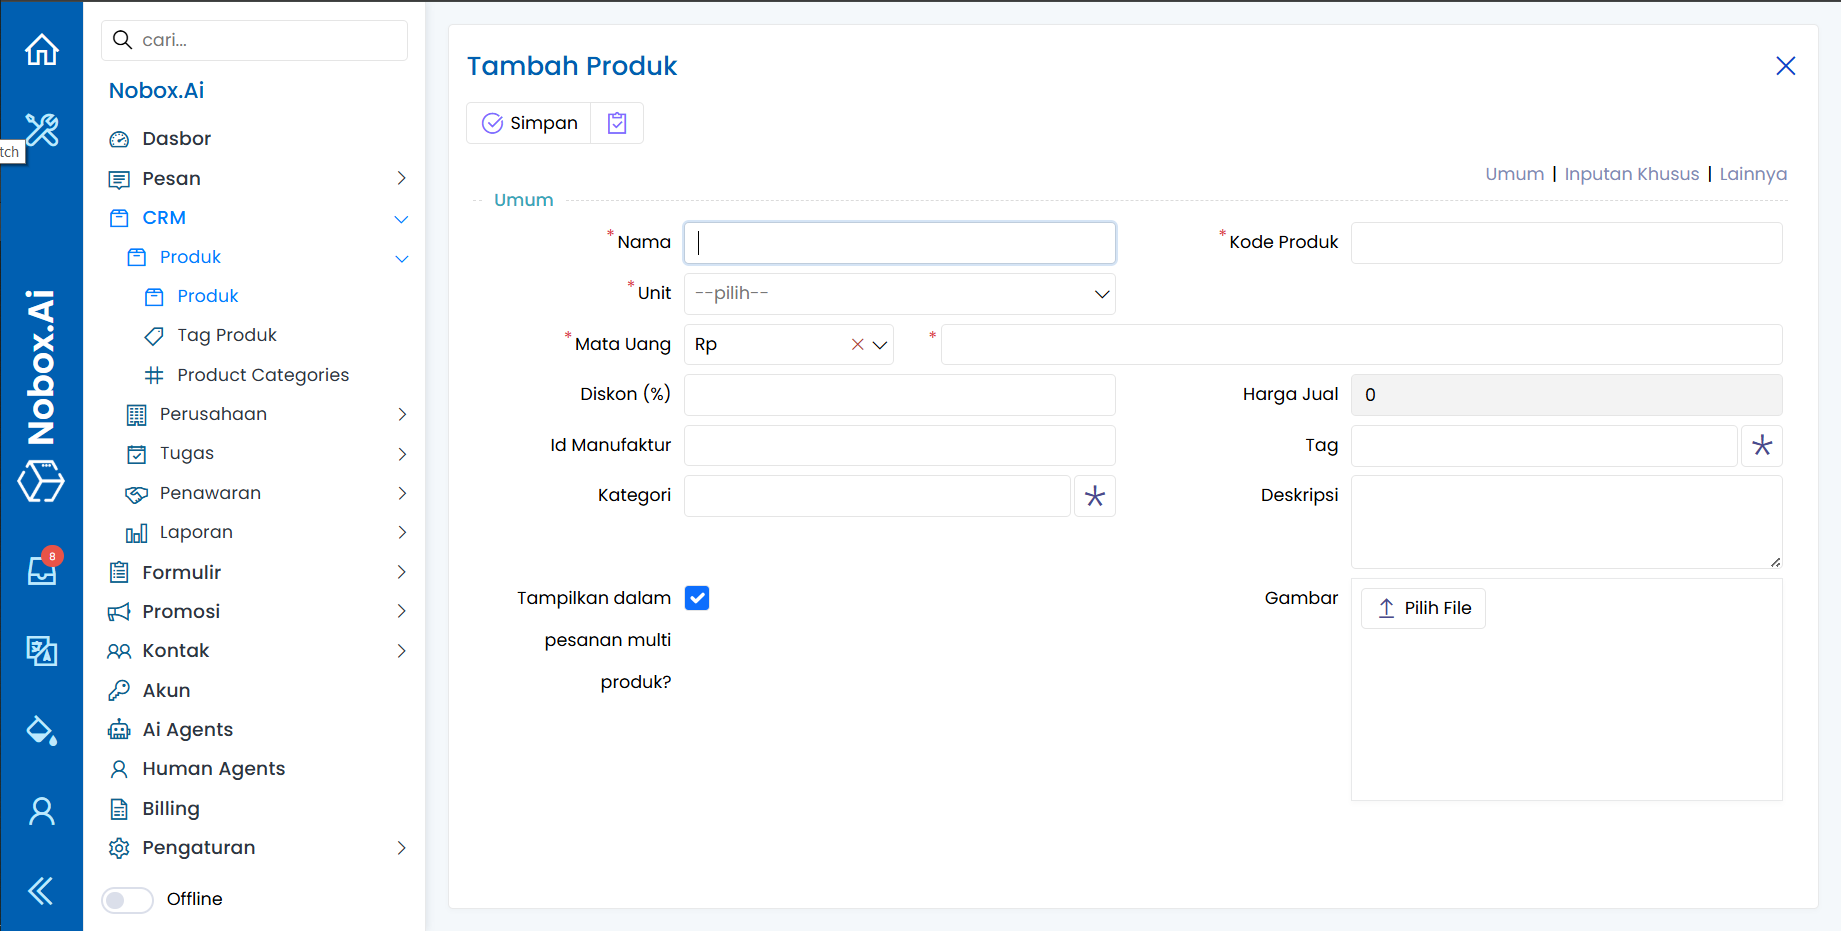 cari...
Nobox.Ai
Dasbor
tch
Pesan
CRM
Produk
Produk
Tag Produk
Product Categories
Perusahaan
Tugas
Penawaran
Laporan
Formulir
Promosi
Kontak
Akun
Ai Agents
Human Agents
Billing
Pengaturan
Offline
Nobox.Ai
8
Tambah Produk
Simpan
Umum | Inputan Khusus | Lainnya
Umum
* Nama
* Kode Produk
* Unit --pilih--
* Mata Uang Rp *
Diskon (%)
Harga Jual 0
Id Manufaktur
Tag
Kategori
Deskripsi
Tampilkan dalam
pesanan multi
produk?
Gambar Pilih File